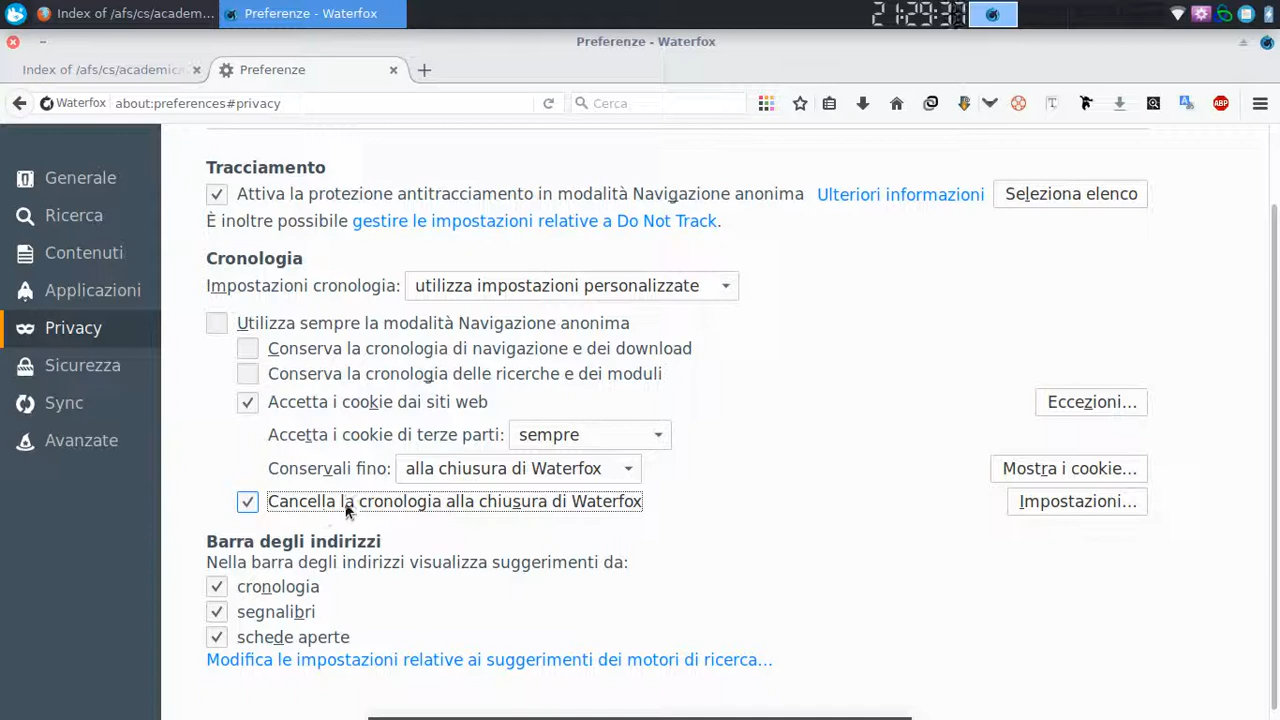 Index of /afs/cs/academ...
Preferenze - Waterfox
21:29:3
Preferenze - Waterfox
Index of /afs/cs/academic/
Preferenze
Waterfox
about:preferences#privacy
Cerca
ABP
Generale
Ricerca
Contenuti
Applicazioni
Privacy
Sicurezza
Sync
Avanzate
Tracciamento
Attiva la protezione antitracciamento in modalità Navigazione anonima Ulteriori informazioni Seleziona elenco
È inoltre possibile gestire le impostazioni relative a Do Not Track.
Cronologia
Impostazioni cronologia: utilizza impostazioni personalizzate
Utilizza sempre la modalità Navigazione anonima
Conserva la cronologia di navigazione e dei download
Conserva la cronologia delle ricerche e dei moduli
Accetta i cookie dai siti web Eccezioni...
Accetta i cookie di terze parti: sempre
Conservali fino: alla chiusura di Waterfox Mostra i cookie...
Cancella la cronologia alla chiusura di Waterfox Impostazioni...
Barra degli indirizzi
Nella barra degli indirizzi visualizza suggerimenti da:
cronologia
segnalibri
schede aperte
Modifica le impostazioni relative ai suggerimenti dei motori di ricerca...